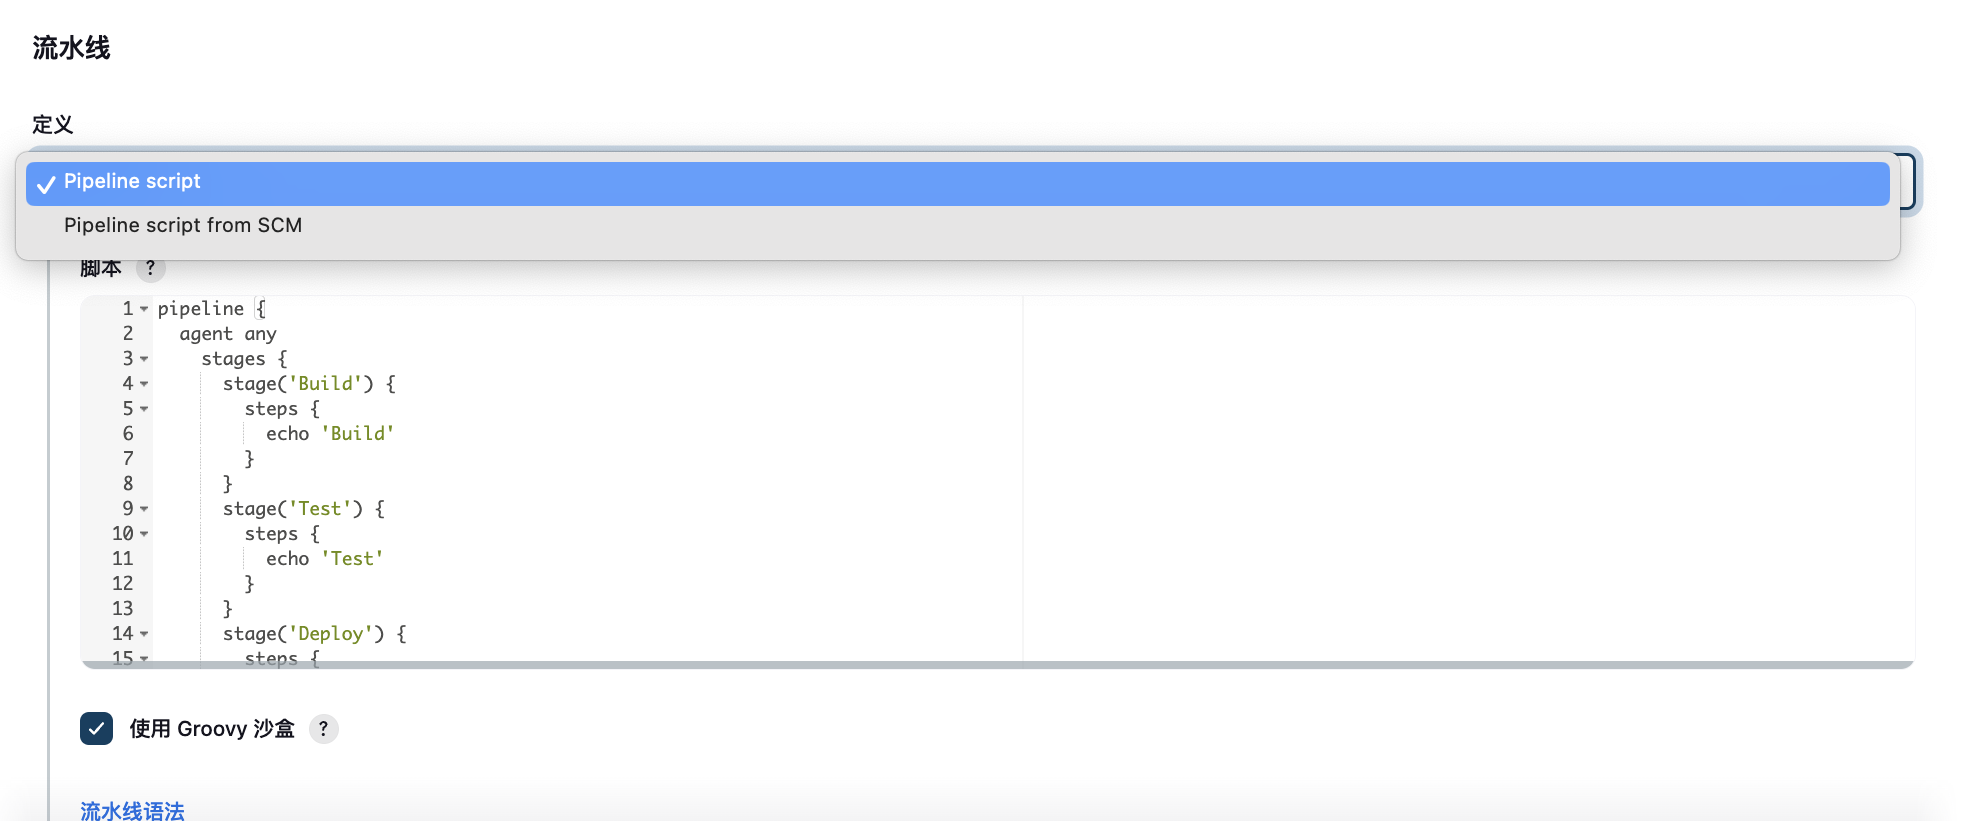 流水线
定义
Pipeline script
Pipeline script from SCM
脚本 ?
1 pipeline {
2 agent any
3 stages {
4 stage('Build') {
5 steps {
6 echo 'Build'
7 }
8 }
9 stage('Test') {
10 steps {
11 echo 'Test'
12 }
13 }
14 stage('Deploy') {
15 steps {
使用 Groovy 沙盒 ?
流水线语法